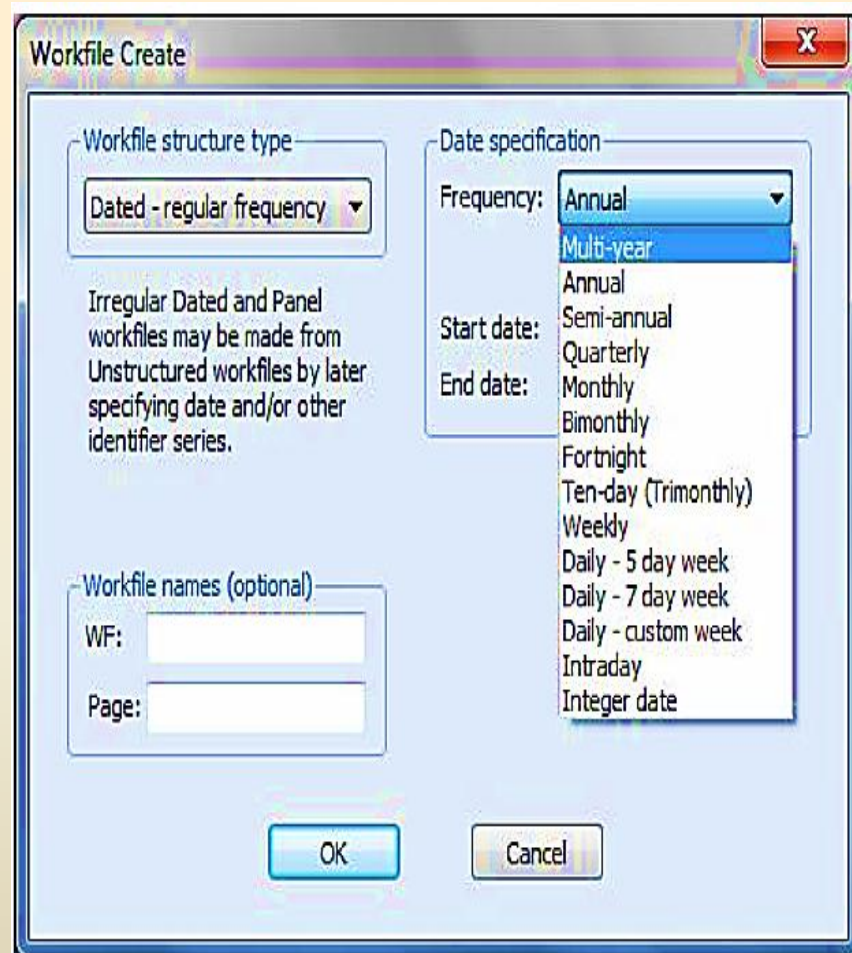 Workfile Create
X
Workfile structure type
Dated - regular frequency
Irregular Dated and Panel
workfiles may be made from
Unstructured workfiles by later
specifying date and/or other
identifier series.
Date specification
Frequency: Annual
Multi-year
Annual
Semi-annual
Quarterly
Monthly
Bimonthly
Fortnight
Ten-day (Trimonthly)
Weekly
Daily - 5 day week
Daily - 7 day week
Daily - custom week
Intraday
Integer date
Start date:
End date:
Workfile names (optional)
WF:
Page:
OK
Cancel